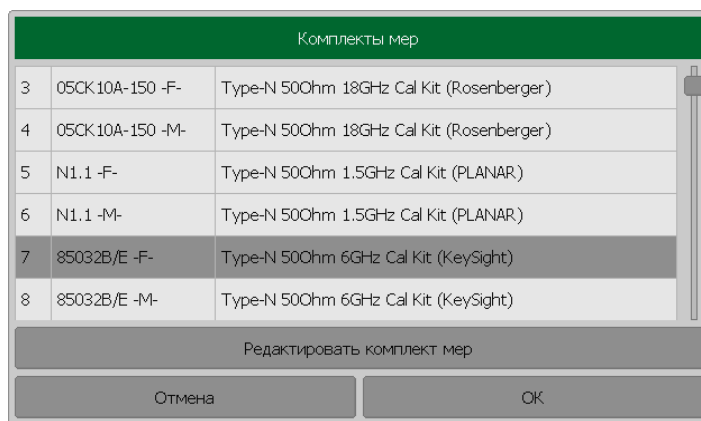 Комплекты мер
3 05CK10A-150 -F- Type-N 50Ohm 18GHz Cal Kit (Rosenberger)
4 05CK10A-150 -M- Type-N 50Ohm 18GHz Cal Kit (Rosenberger)
5 N1.1 -F- Type-N 50Ohm 1.5GHz Cal Kit (PLANAR)
6 N1.1 -M- Type-N 50Ohm 1.5GHz Cal Kit (PLANAR)
7 85032B/E -F- Type-N 50Ohm 6GHz Cal Kit (KeySight)
8 85032B/E -M- Type-N 50Ohm 6GHz Cal Kit (KeySight)
Редактировать комплект мер
Отмена OK